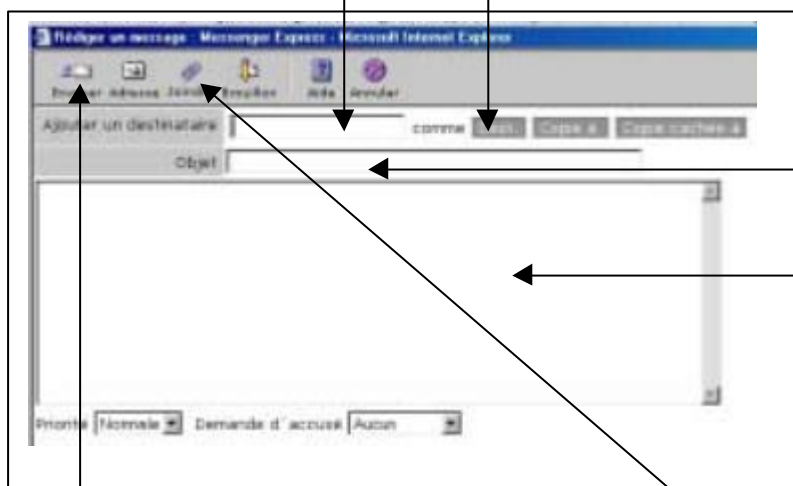 Rédiger un message - Messenger Express - Microsoft Internet Explorer
Envoyer Adresse Joindre Brouillon Aide Annuler
Ajouter un destinataire comme Dest. Copie à Copie cachée à
Objet
Priorité Normale Demande d'accusé Aucun